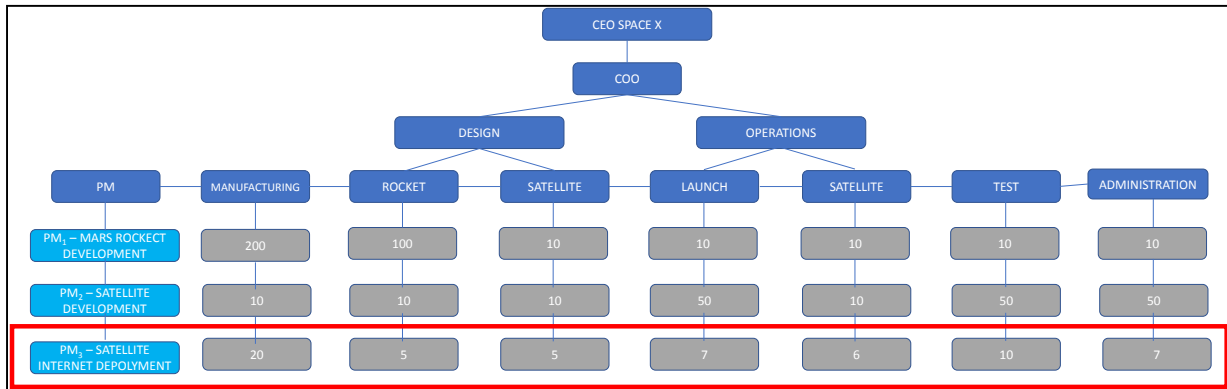 CEO SPACE X
COO
DESIGN
OPERATIONS
PM
MANUFACTURING
ROCKET
SATELLITE
LAUNCH
SATELLITE
TEST
ADMINISTRATION
PM₁ – MARS ROCKECT
DEVELOPMENT
200
100
10
10
10
10
10
PM₂ – SATELLITE
DEVELOPMENT
10
10
10
50
10
50
50
PM₃ – SATELLITE
INTERNET DEPOLYMENT
20
5
5
7
6
10
7